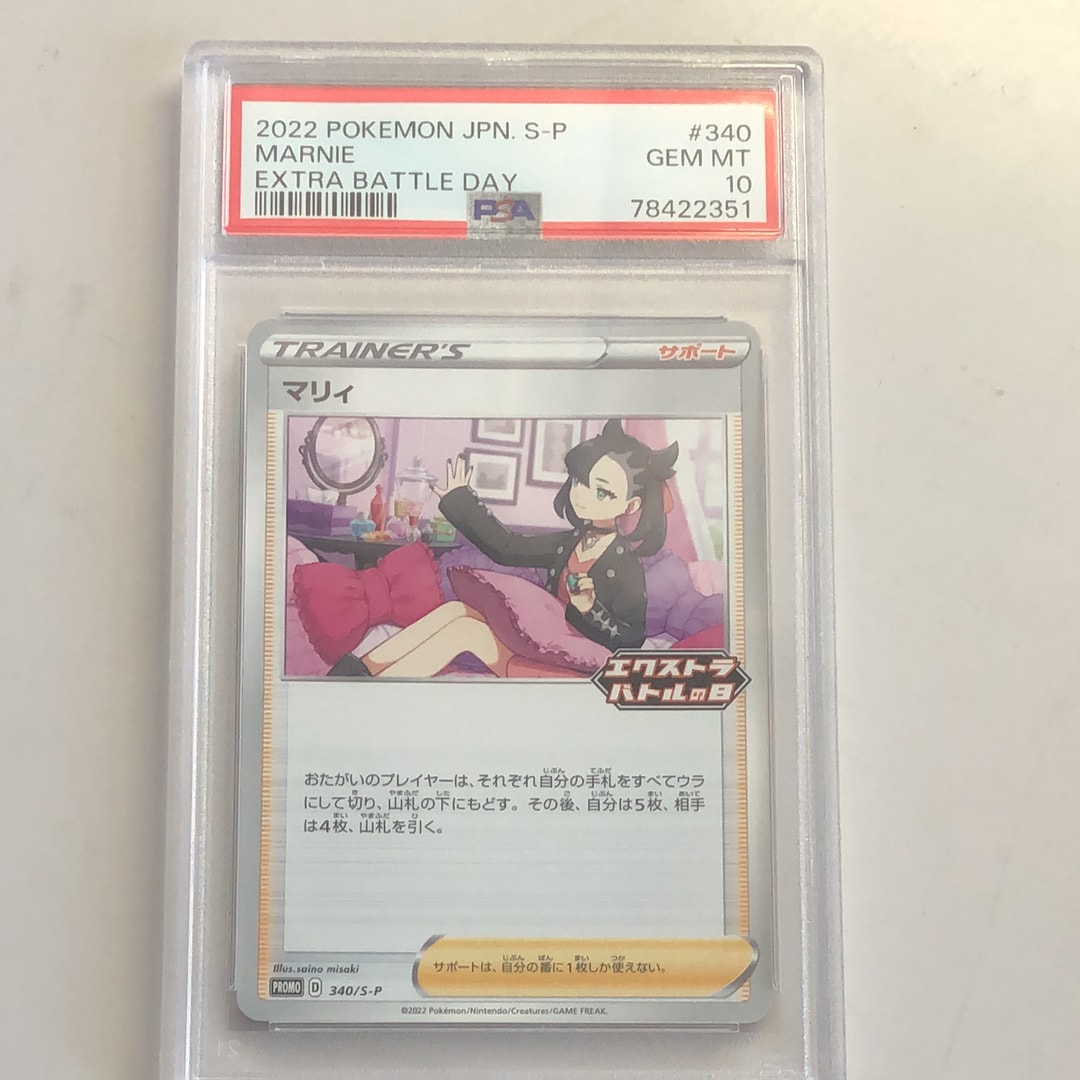 2022 POKEMON JPN. S-P #340
MARNIE GEM MT
EXTRA BATTLE DAY 10
PSA 78422351
TRAINER'S サポート
マリィ
エクストラ
バトルの日
おたがいのプレイヤーは、それぞれ自分の手札をすべてウラ
にして切り、山札の下にもどす。その後、自分は5枚、相手
は4枚、山札を引く。
Illus.saino misaki
サポートは、自分の番に1枚しか使えない。
PROMO D 340/S-P
©2022 Pokémon/Nintendo/Creatures/GAME FREAK.